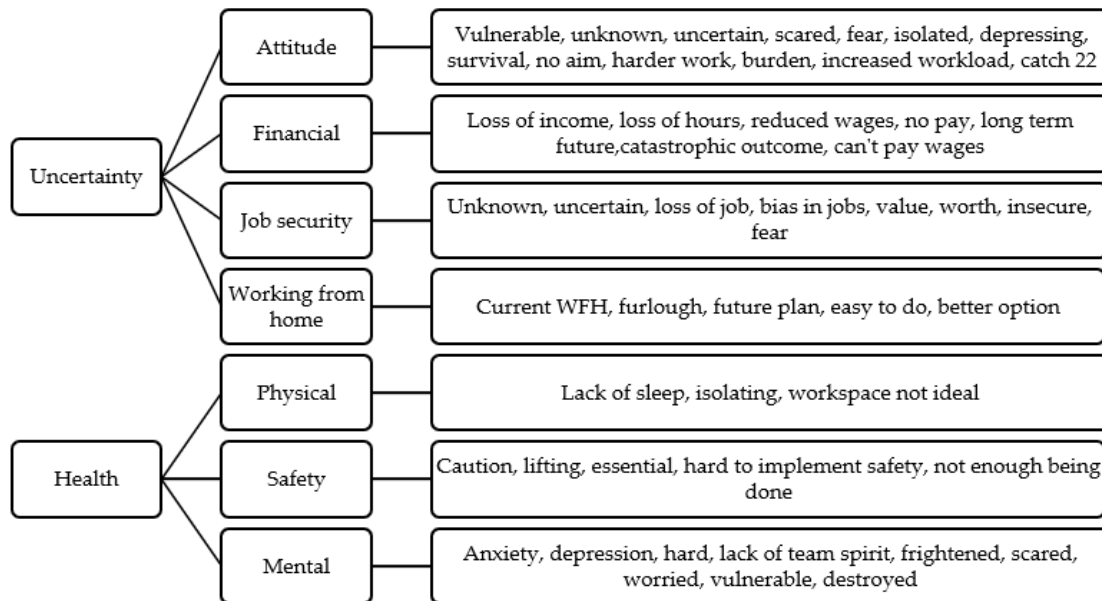 Uncertainty
Attitude
Vulnerable, unknown, uncertain, scared, fear, isolated, depressing,
survival, no aim, harder work, burden, increased workload, catch 22
Financial
Loss of income, loss of hours, reduced wages, no pay, long term
future,catastrophic outcome, can't pay wages
Job security
Unknown, uncertain, loss of job, bias in jobs, value, worth, insecure,
fear
Working from
home
Current WFH, furlough, future plan, easy to do, better option
Health
Physical
Lack of sleep, isolating, workspace not ideal
Safety
Caution, lifting, essential, hard to implement safety, not enough being
done
Mental
Anxiety, depression, hard, lack of team spirit, frightened, scared,
worried, vulnerable, destroyed